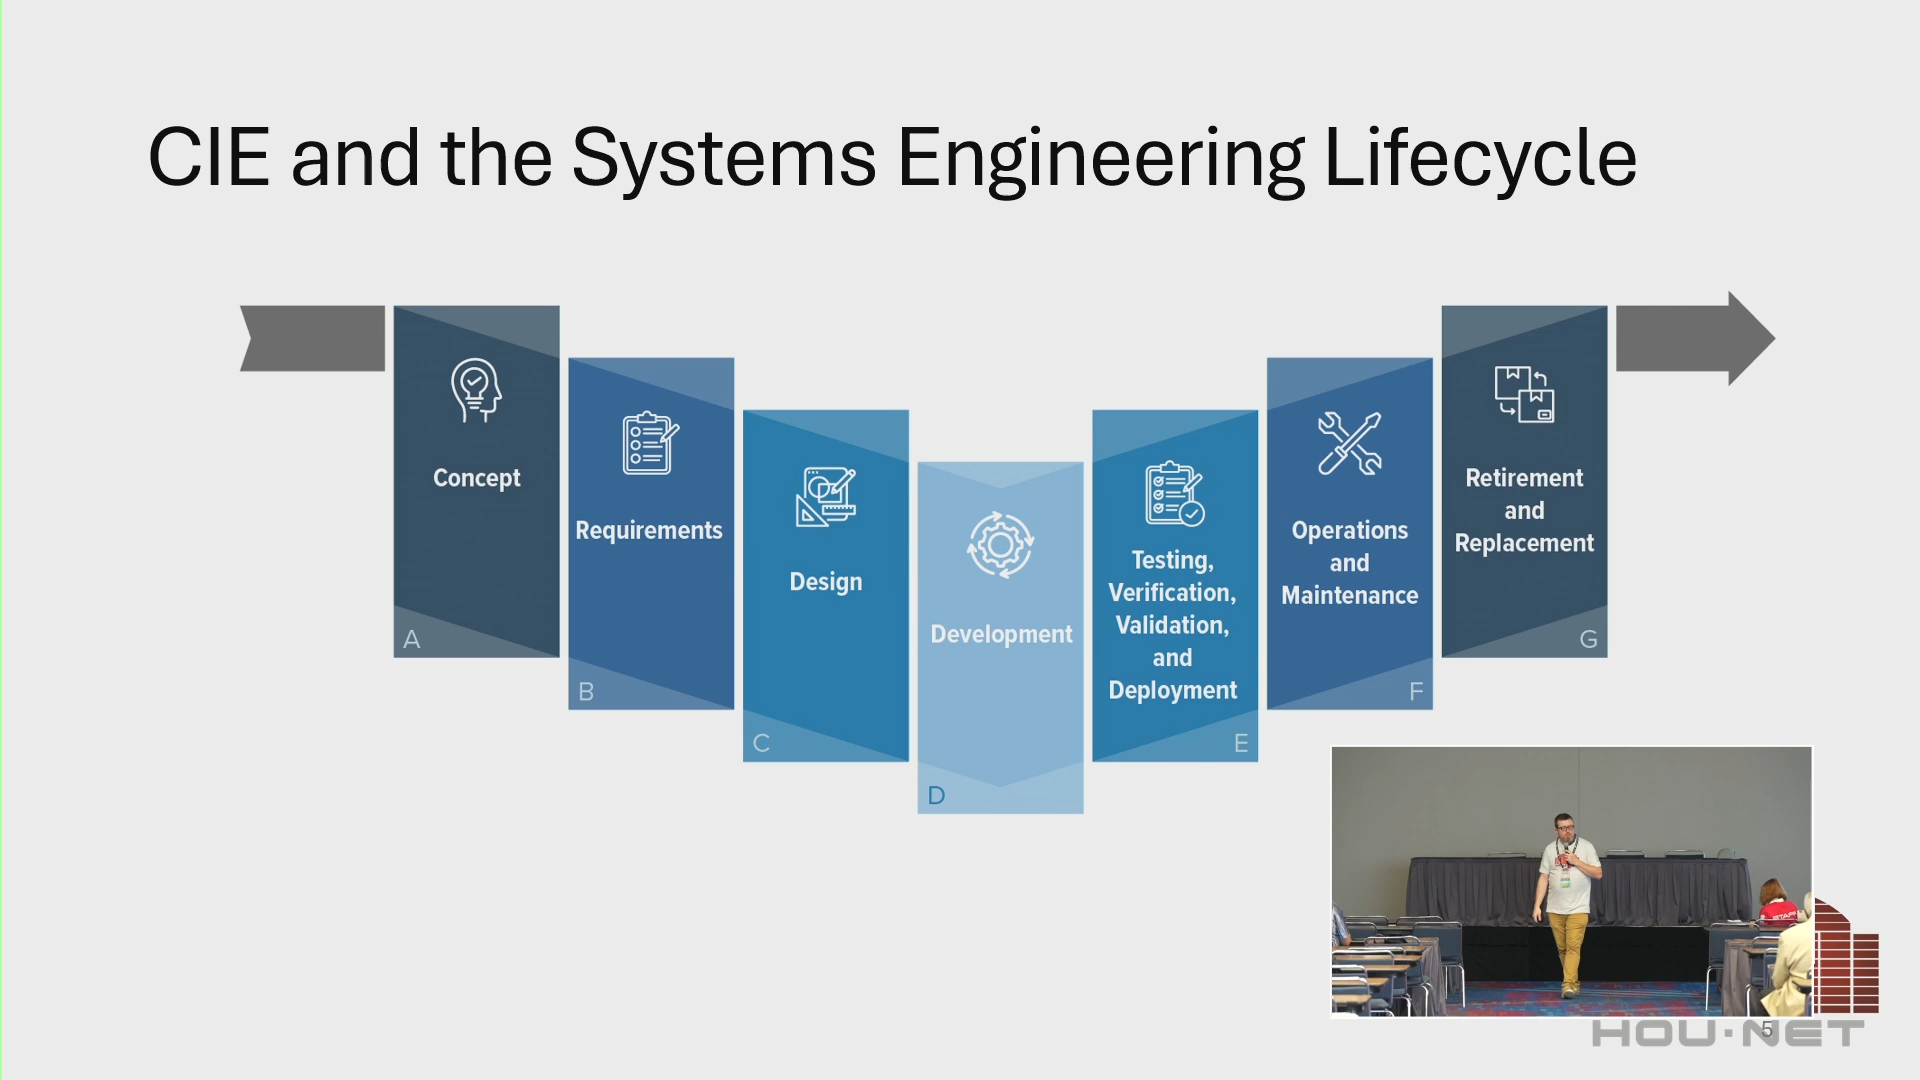 CIE and the Systems Engineering Lifecycle
Concept
A
Requirements
B
Design
C
Development
D
Testing,
Verification,
Validation,
and
Deployment
E
Operations
and
Maintenance
F
Retirement
and
Replacement
G
STAFF
HOU·NET
5